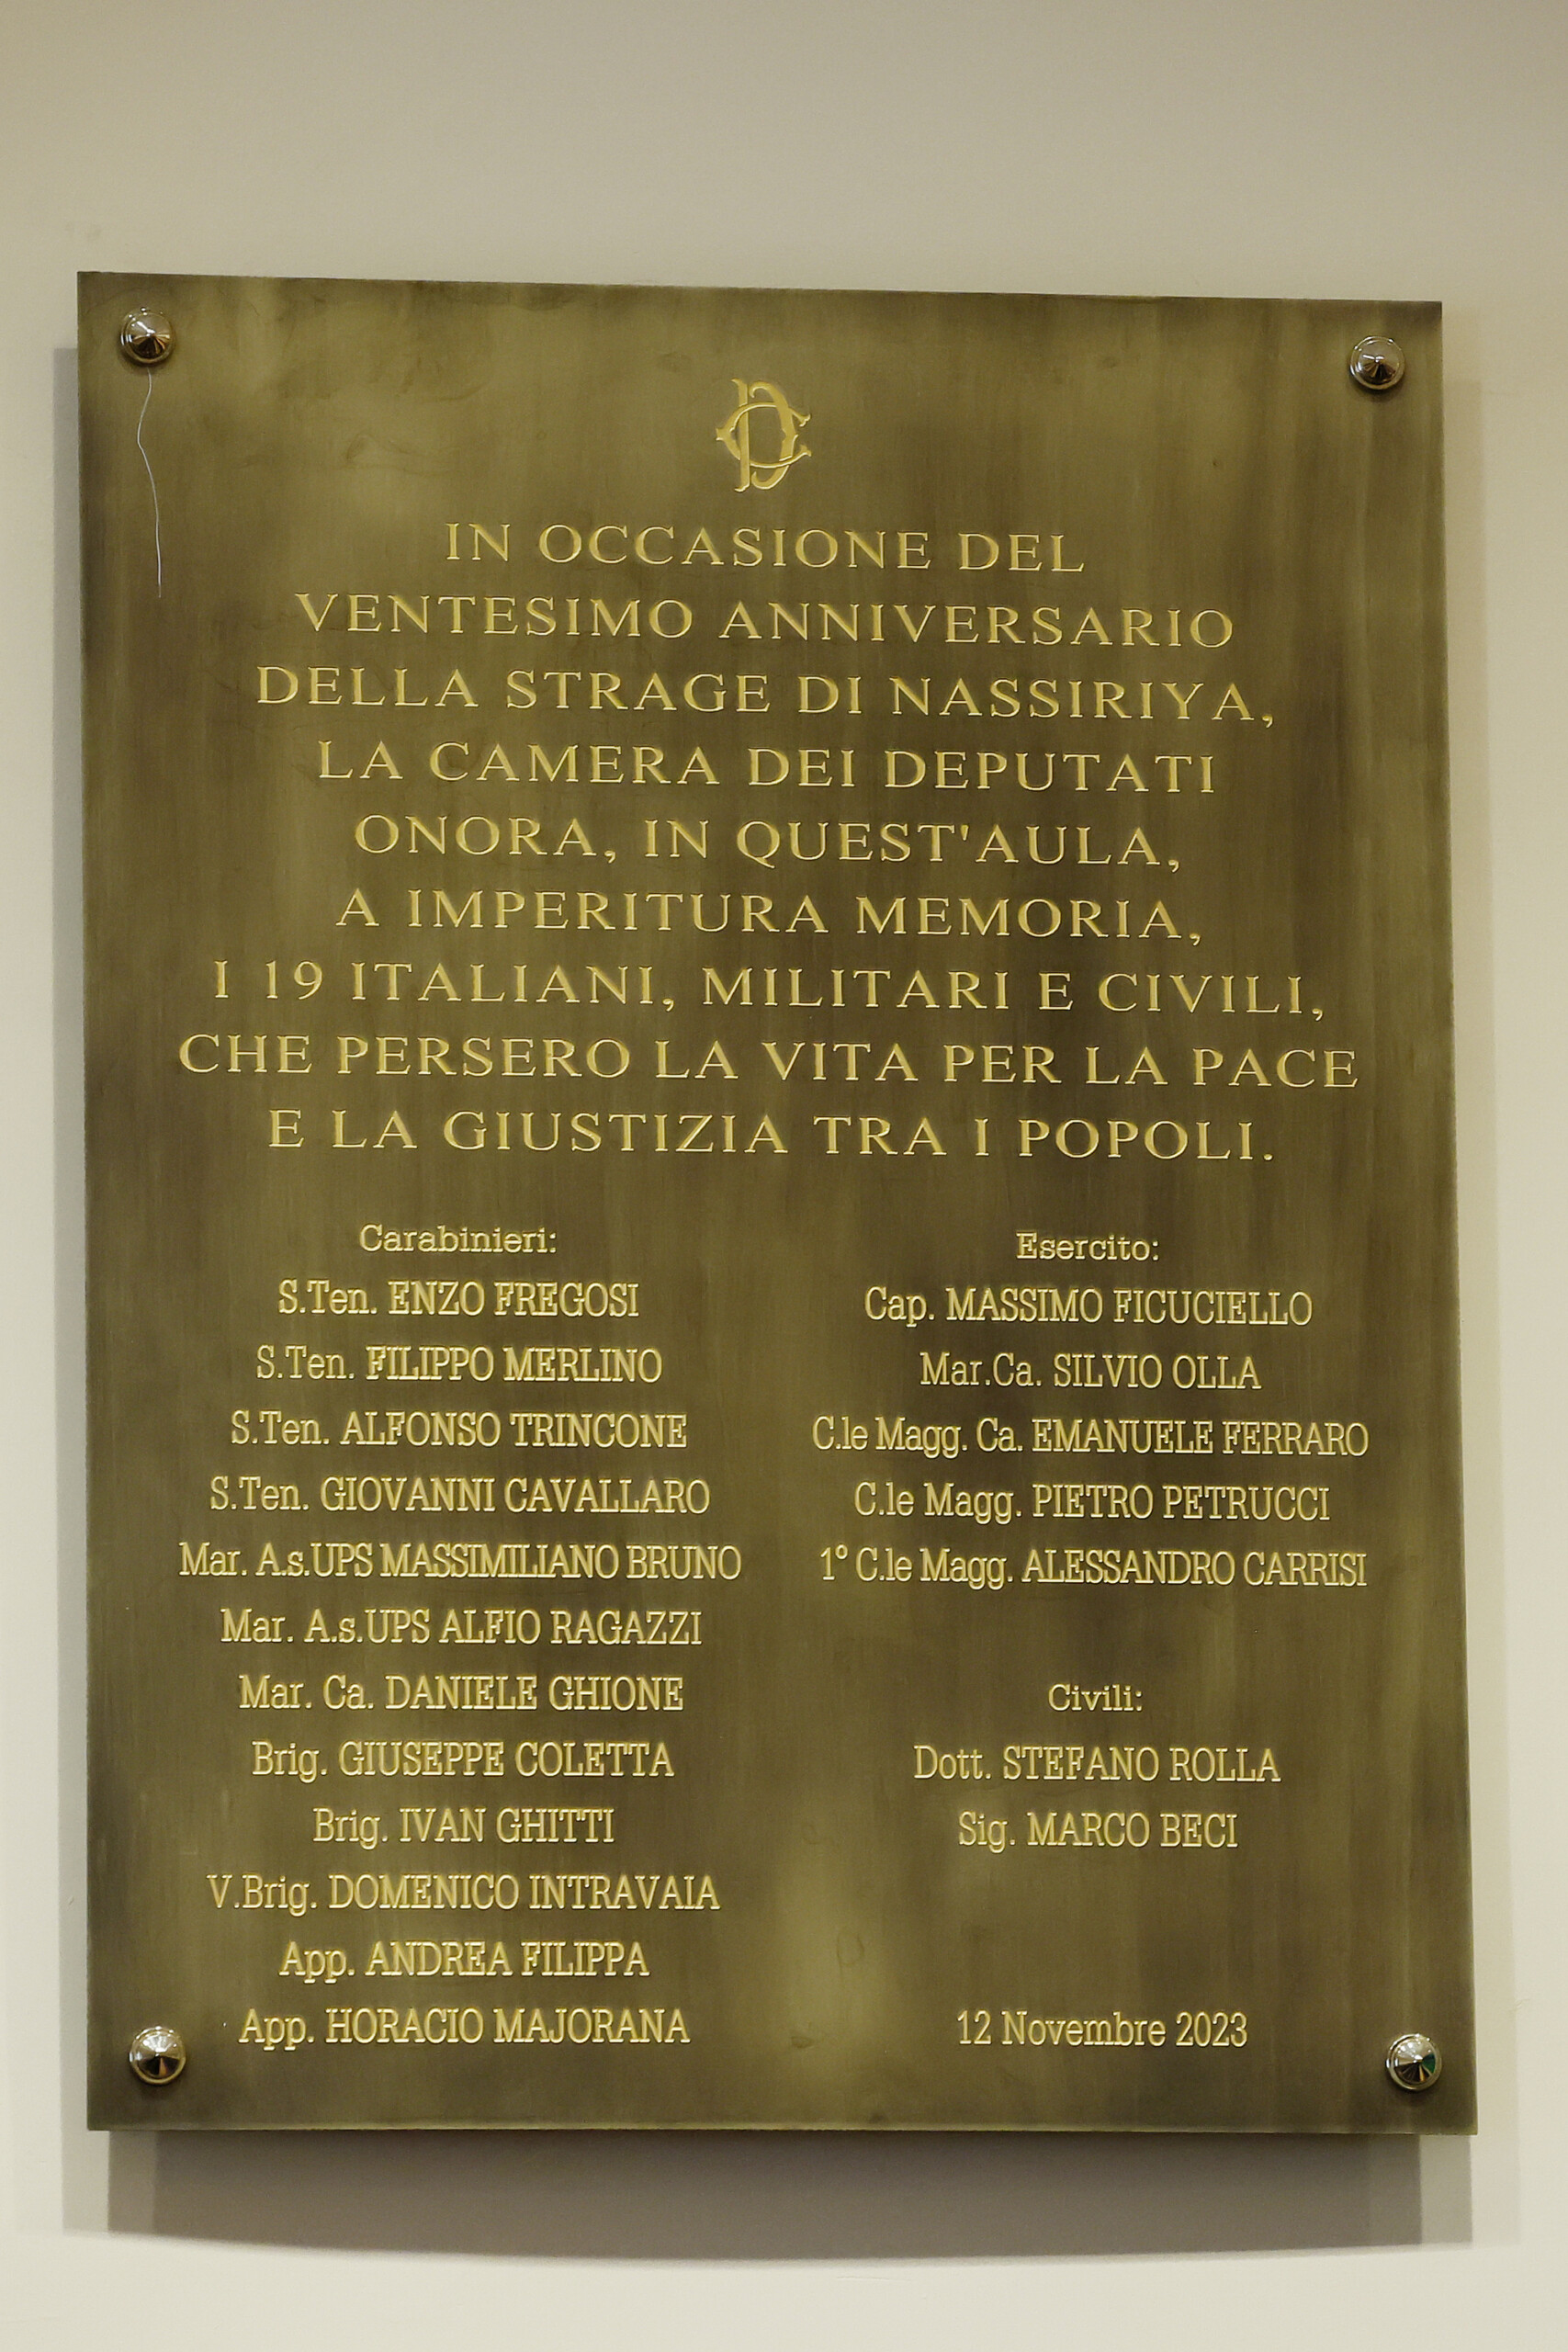 IN OCCASIONE DEL
VENTESIMO ANNIVERSARIO
DELLA STRAGE DI NASSIRIYA,
LA CAMERA DEI DEPUTATI
ONORA, IN QUEST'AULA,
A IMPERITURA MEMORIA,
I 19 ITALIANI, MILITARI E CIVILI,
CHE PERSERO LA VITA PER LA PACE
E LA GIUSTIZIA TRA I POPOLI.
Carabinieri:
S.Ten. ENZO FREGOSI
S.Ten. FILIPPO MERLINO
S.Ten. ALFONSO TRINCONE
S.Ten. GIOVANNI CAVALLARO
Mar. A.s.UPS MASSIMILIANO BRUNO
Mar. A.s.UPS ALFIO RAGAZZI
Mar. Ca. DANIELE GHIONE
Brig. GIUSEPPE COLETTA
Brig. IVAN GHITTI
V.Brig. DOMENICO INTRAVAIA
App. ANDREA FILIPPA
App. HORACIO MAJORANA
Esercito:
Cap. MASSIMO FICUCIELLO
Mar.Ca. SILVIO OLLA
C.le Magg. Ca. EMANUELE FERRARO
C.le Magg. PIETRO PETRUCCI
1° C.le Magg. ALESSANDRO CARRISI
Civili:
Dott. STEFANO ROLLA
Sig. MARCO BECI
12 Novembre 2023